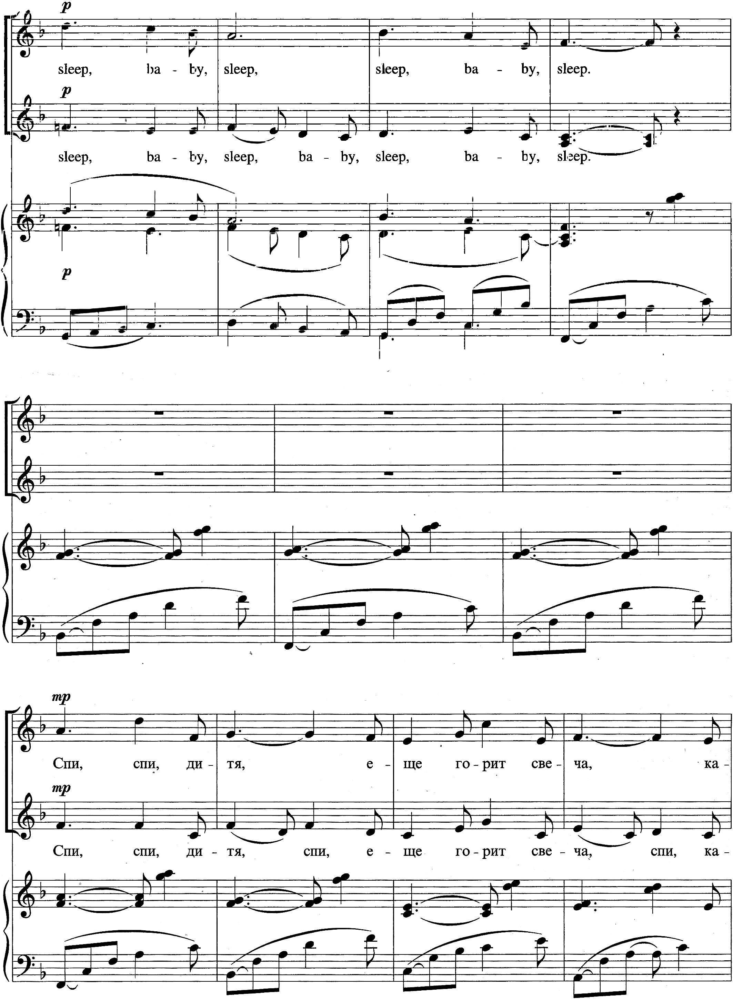 p
sleep, ba - by, sleep, sleep, ba - by, sleep.
p
sleep, ba - by, sleep, ba - by, sleep, ba - by, sleep.
p
mp
Спи, спи, ди - тя, е - ще го - рит све - ча, ка -
mp
Спи, спи, ди - тя, спи, е - ще го - рит све - ча, спи, ка -